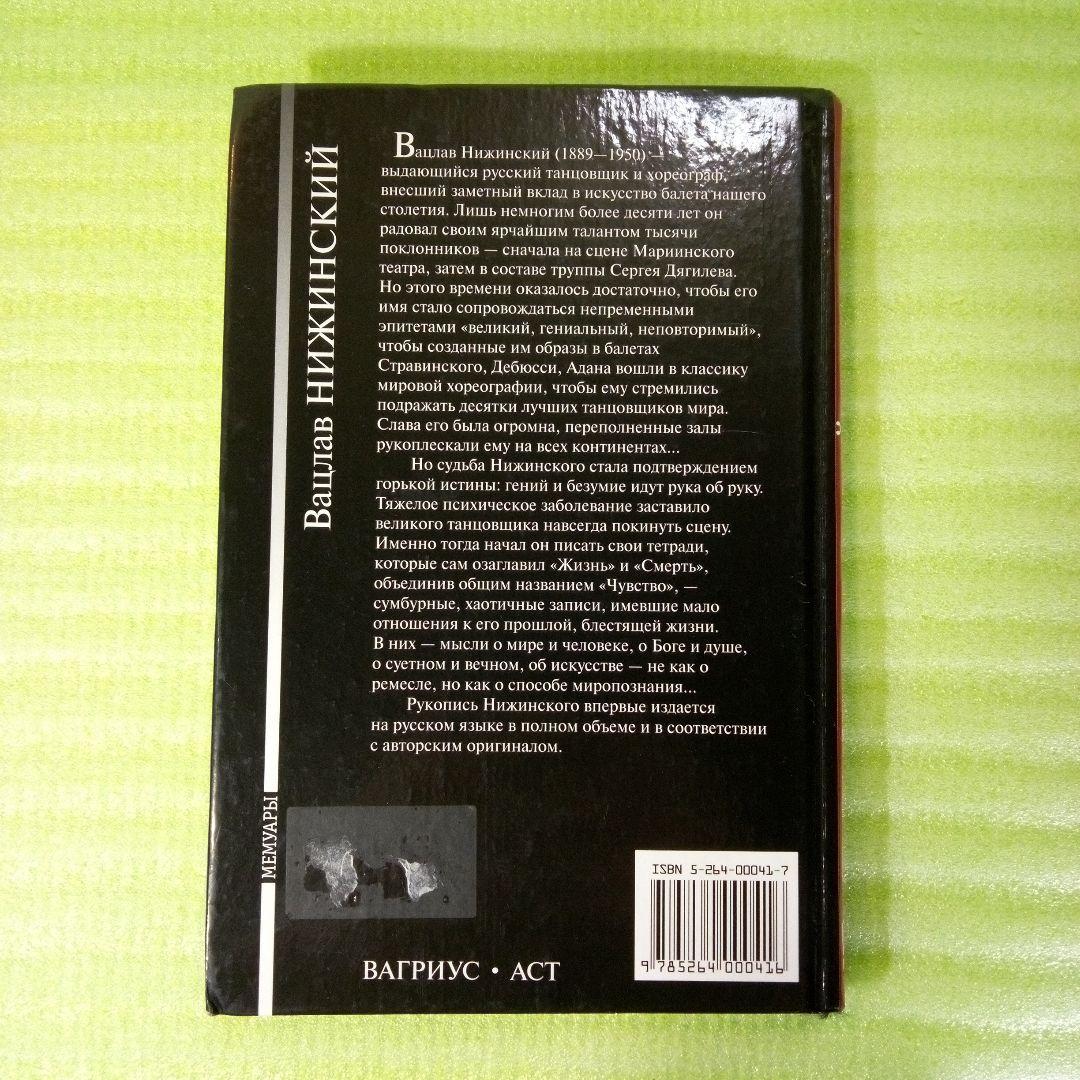 Вацлав НИЖИНСКИЙ
Вацлав Нижинский (1889—1950) —
выдающийся русский танцовщик и хореограф,
внесший заметный вклад в искусство балета нашего
столетия. Лишь немногим более десяти лет он
радовал своим ярчайшим талантом тысячи
поклонников — сначала на сцене Мариинского
театра, затем в составе труппы Сергея Дягилева.
Но этого времени оказалось достаточно, чтобы его
имя стало сопровождаться непременными
эпитетами «великий, гениальный, неповторимый»,
чтобы созданные им образы в балетах
Стравинского, Дебюсси, Адана вошли в классику
мировой хореографии, чтобы ему стремились
подражать десятки лучших танцовщиков мира.
Слава его была огромна, переполненные залы
рукоплескали ему на всех континентах...
Но судьба Нижинского стала подтверждением
горькой истины: гений и безумие идут рука об руку.
Тяжелое психическое заболевание заставило
великого танцовщика навсегда покинуть сцену.
Именно тогда начал он писать свои тетради,
которые сам озаглавил «Жизнь» и «Смерть»,
объединив общим названием «Чувство», —
сумбурные, хаотичные записи, имевшие мало
отношения к его прошлой, блестящей жизни.
В них — мысли о мире и человеке, о Боге и душе,
о суетном и вечном, об искусстве — не как о
ремесле, но как о способе миропознания...
Рукопись Нижинского впервые издается
на русском языке в полном объеме и в соответствии
с авторским оригиналом.
МЕМУАРЫ
ISBN 5-264-00041-7
9 785264 000416
ВАГРИУС • АСТ